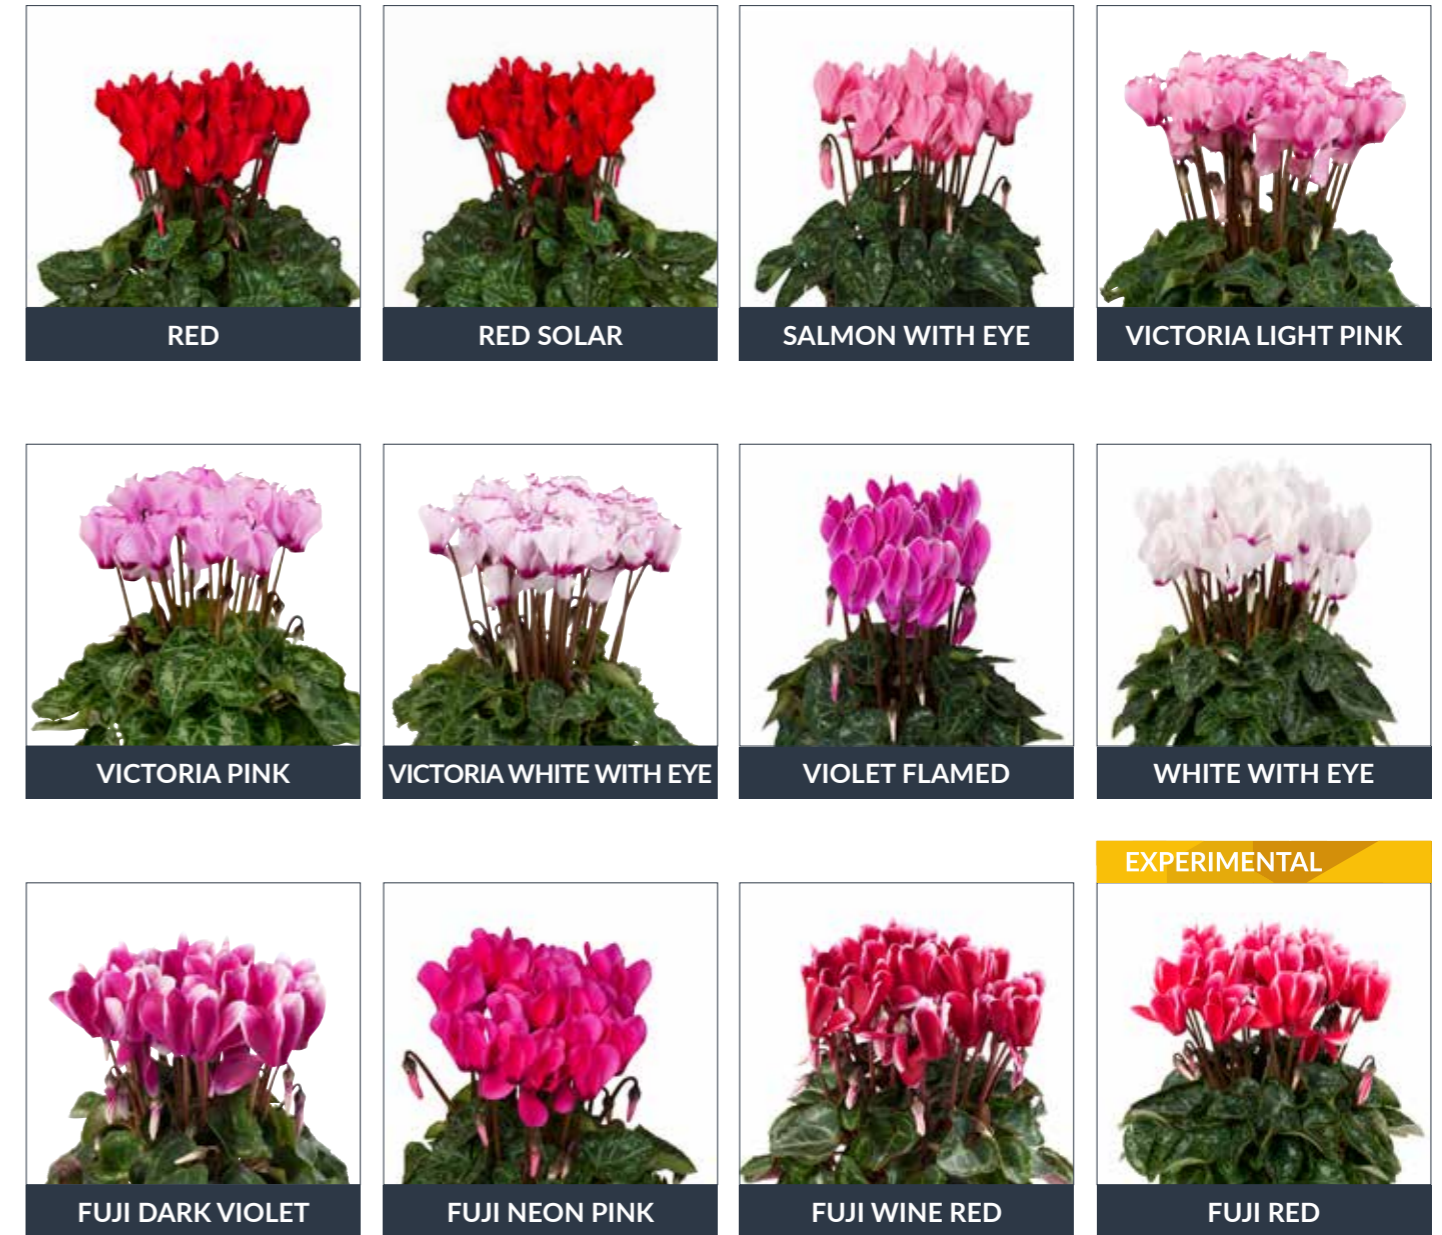 RED
RED SOLAR
SALMON WITH EYE
VICTORIA LIGHT PINK
VICTORIA PINK
VICTORIA WHITE WITH EYE
VIOLET FLAMED
WHITE WITH EYE
EXPERIMENTAL
FUJI DARK VIOLET
FUJI NEON PINK
FUJI WINE RED
FUJI RED